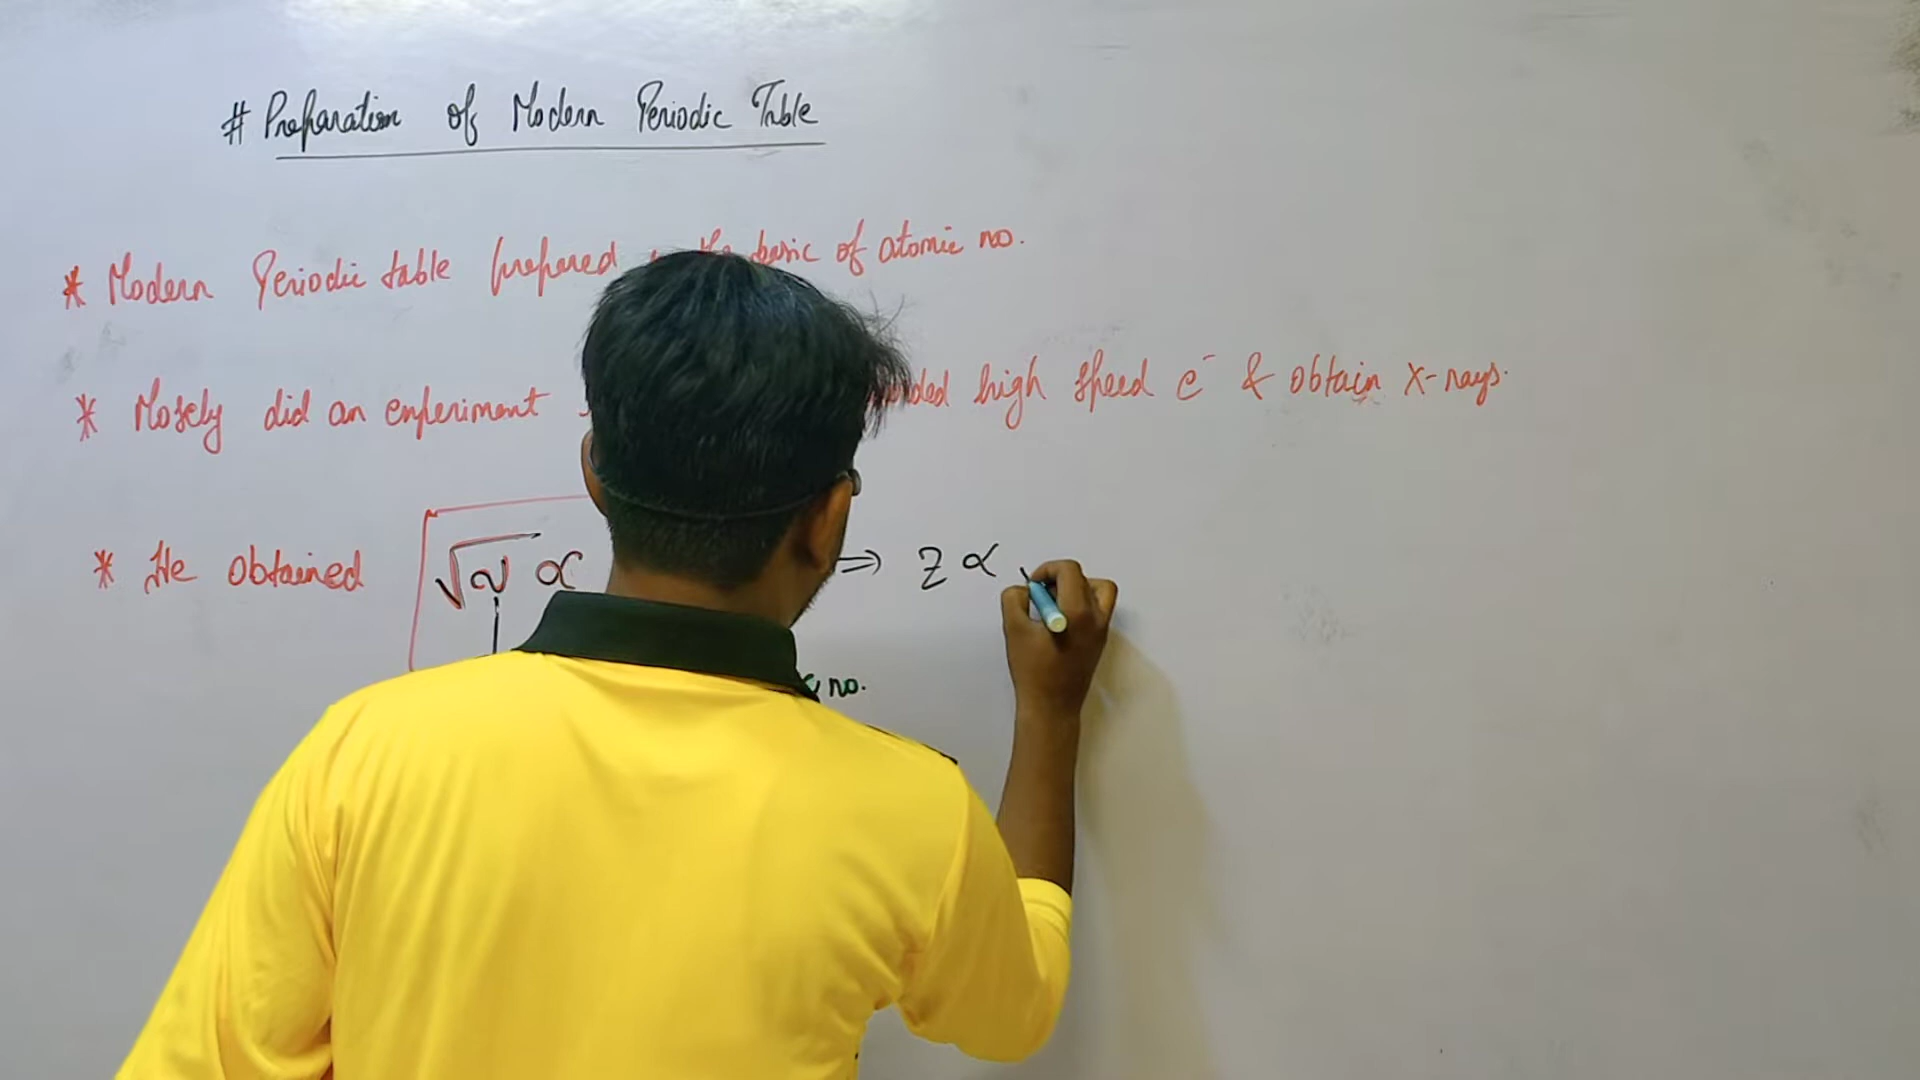 # Preparation of Modern Periodic Table
* Modern Periodic table prepared the basic of atomic no.
* Mosely did an experiment high speed e⁻ & obtain X-rays.
* He obtained √ν ∝ ⇒ Z ∝
no.